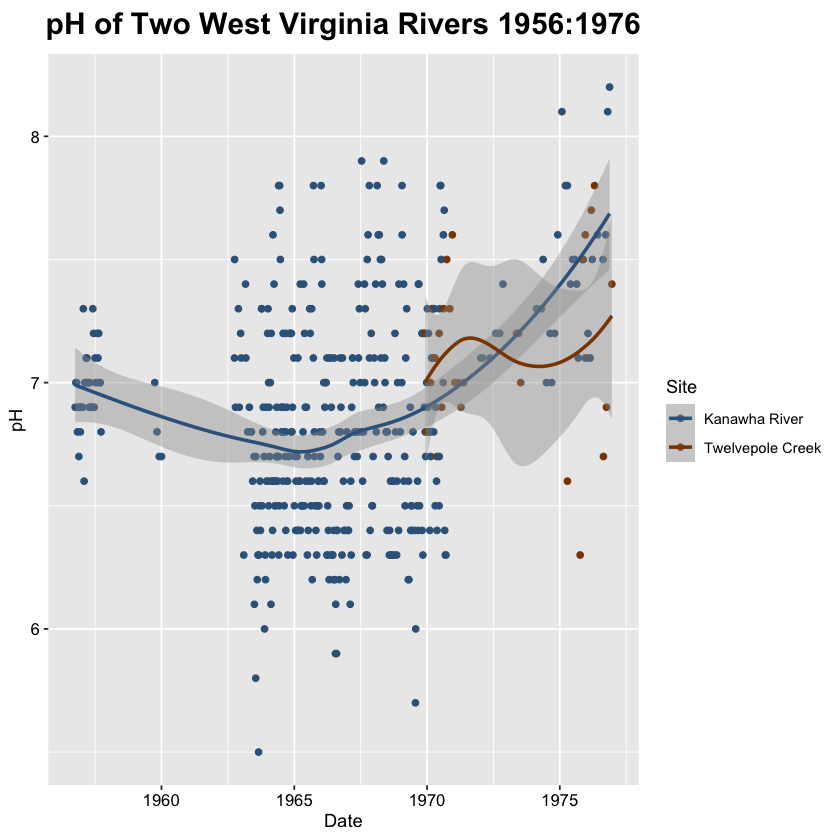 pH of Two West Virginia Rivers 1956:1976
8
7
6
pH
1960 1965 1970 1975
Date
Site
Kanawha River
Twelvepole Creek